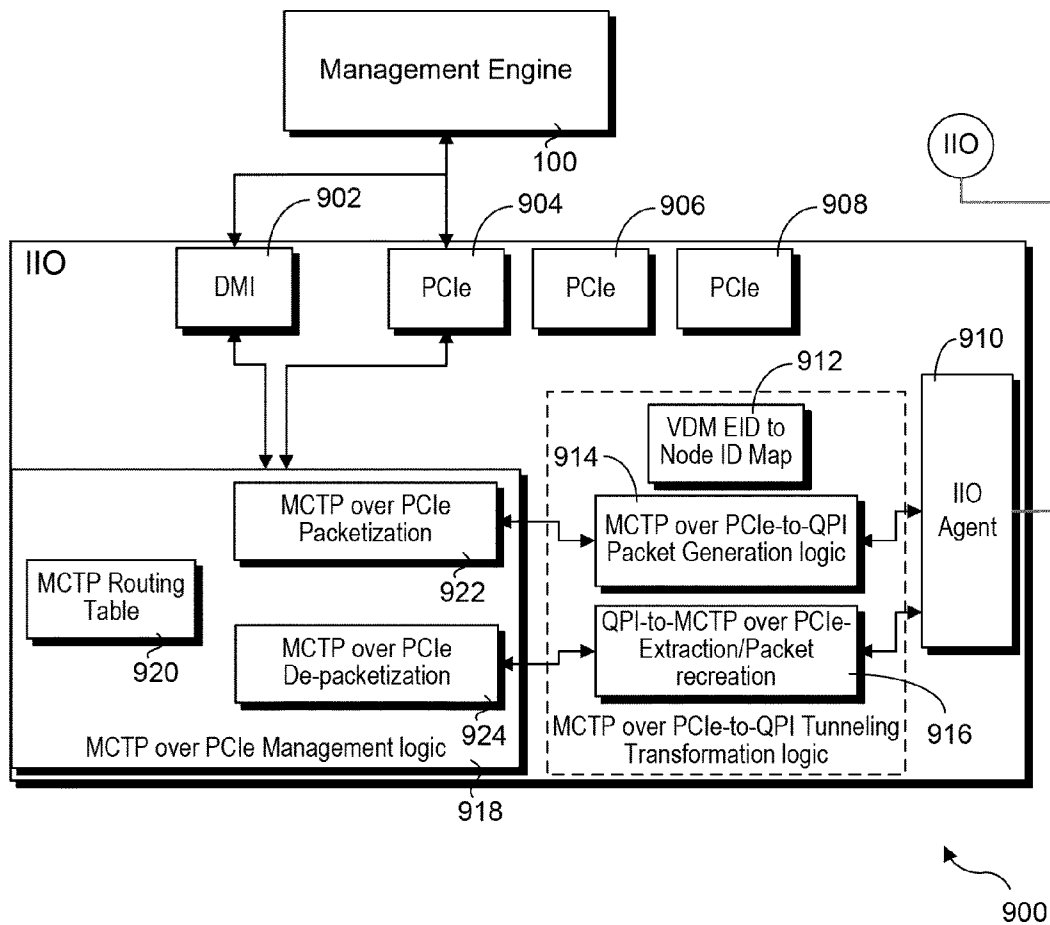 Management Engine
100
IIO
902
904
906
908
IIO
DMI
PCIe
PCIe
PCIe
910
912
VDM EID to
Node ID Map
914
MCTP over PCIe
Packetization
922
MCTP over PCIe-to-QPI
Packet Generation logic
IIO
Agent
MCTP Routing
Table
920
MCTP over PCIe
De-packetization
924
QPI-to-MCTP over PCIe-
Extraction/Packet
recreation
916
MCTP over PCIe Management logic
918
MCTP over PCIe-to-QPI Tunneling
Transformation logic
900